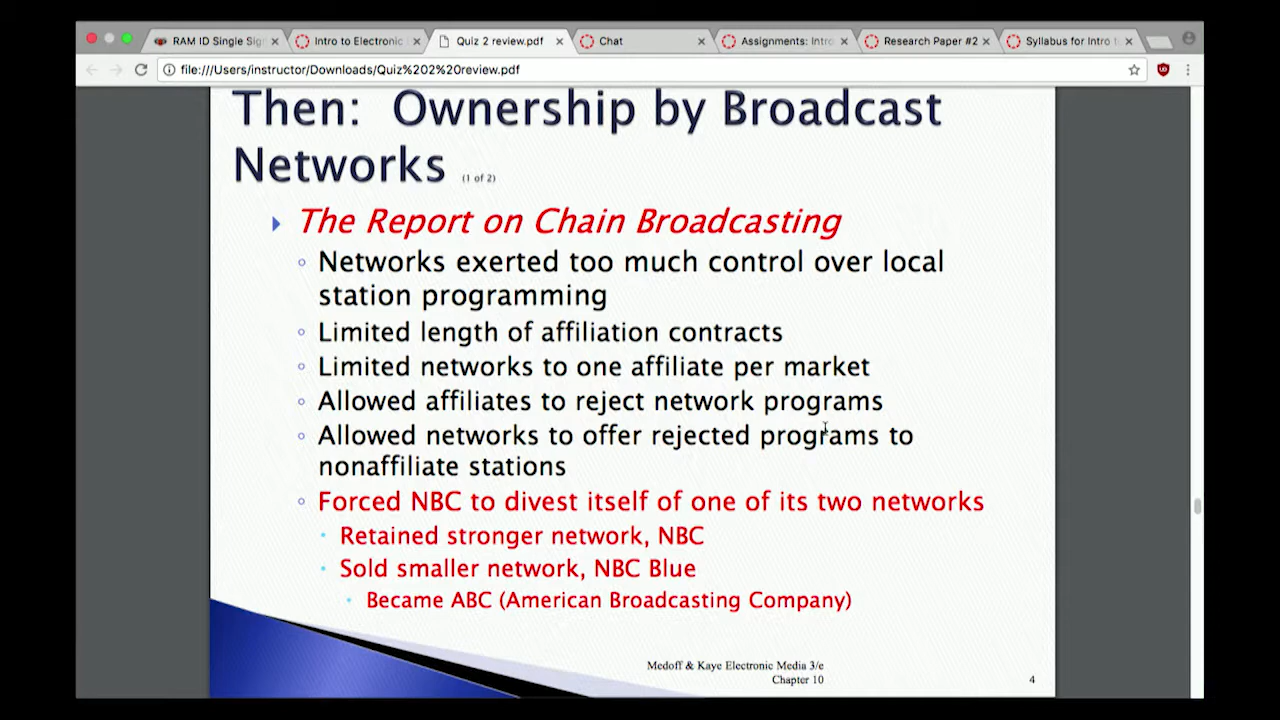 RAM ID Single Sig
Intro to Electronic
Quiz 2 review.pdf
Chat
Assignments: Intro
Research Paper #2
Syllabus for Intro t
file:///Users/instructor/Downloads/Quiz%202%20review.pdf
Then: Ownership by Broadcast
Networks (1 of 2)
The Report on Chain Broadcasting
Networks exerted too much control over local
station programming
Limited length of affiliation contracts
Limited networks to one affiliate per market
Allowed affiliates to reject network programs
Allowed networks to offer rejected programs to
nonaffiliate stations
Forced NBC to divest itself of one of its two networks
Retained stronger network, NBC
Sold smaller network, NBC Blue
Became ABC (American Broadcasting Company)
Medoff & Kaye Electronic Media 3/e
Chapter 10
4